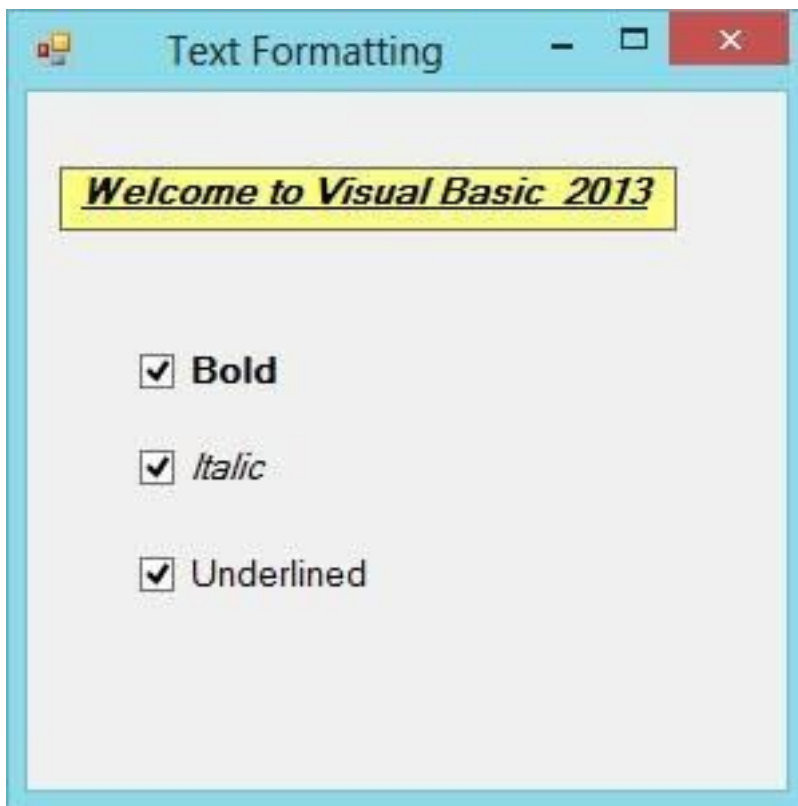 Text Formatting
Welcome to Visual Basic  2013
Bold
Italic
Underlined